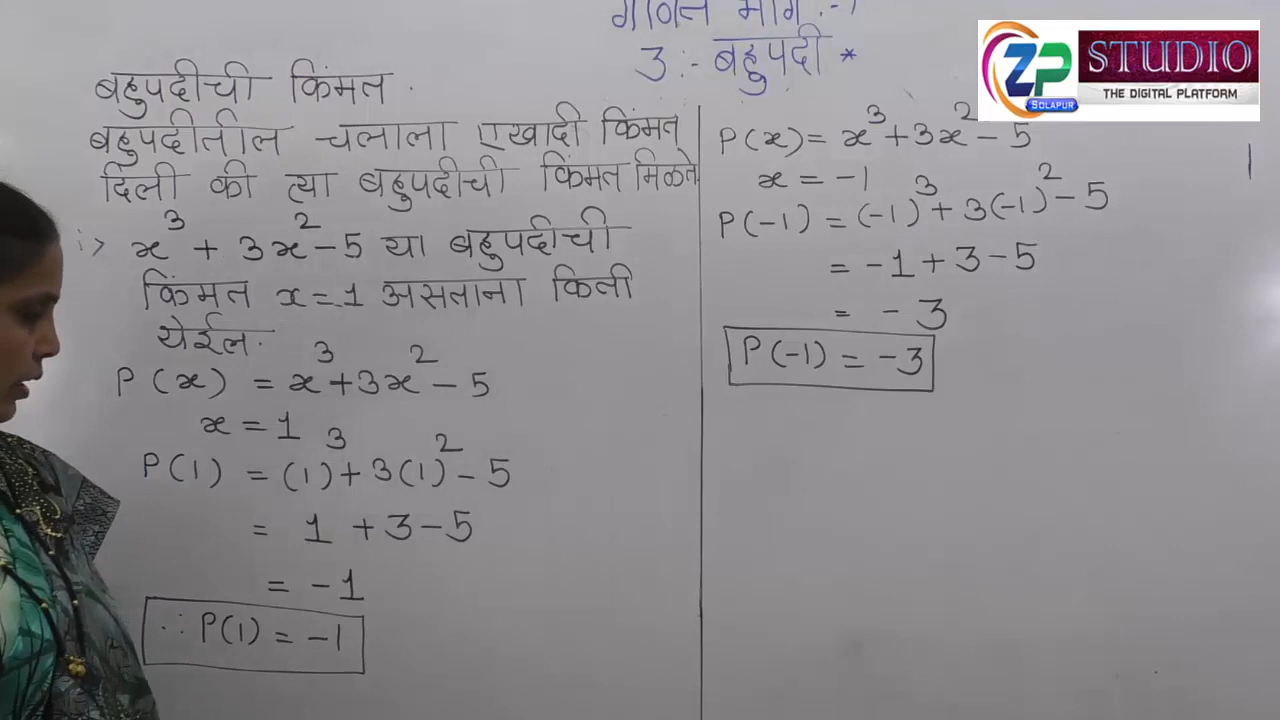 गणित भाग :- 1
3 :- बहुपदी *
ZP STUDIO
THE DIGITAL PLATFORM
SOLAPUR
बहुपदीची किंमत .
बहुपदीतील चलाला एखादी किंमत
दिली की त्या बहुपदीची किंमत मिळते
:> x³ + 3x² - 5 या बहुपदीची
किंमत x = 1 असताना किती
येईल.
P(x) = x³ + 3x² - 5
x = 1
P(1) = (1)³ + 3(1)² - 5
= 1 + 3 - 5
= -1
∴ P(1) = -1
P(x) = x³ + 3x² - 5
x = -1
P(-1) = (-1)³ + 3(-1)² - 5
= -1 + 3 - 5
= - 3
P(-1) = -3